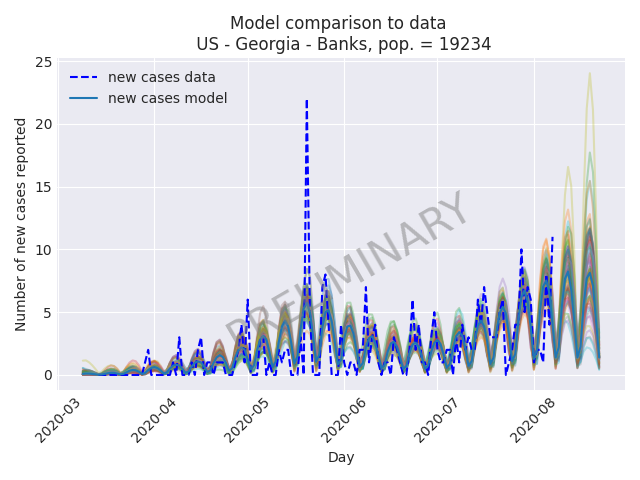 Model comparison to data
US - Georgia - Banks, pop. = 19234
new cases data
new cases model
PRELIMINARY
Number of new cases reported
25
20
15
10
5
0
2020-03
2020-04
2020-05
2020-06
2020-07
2020-08
Day